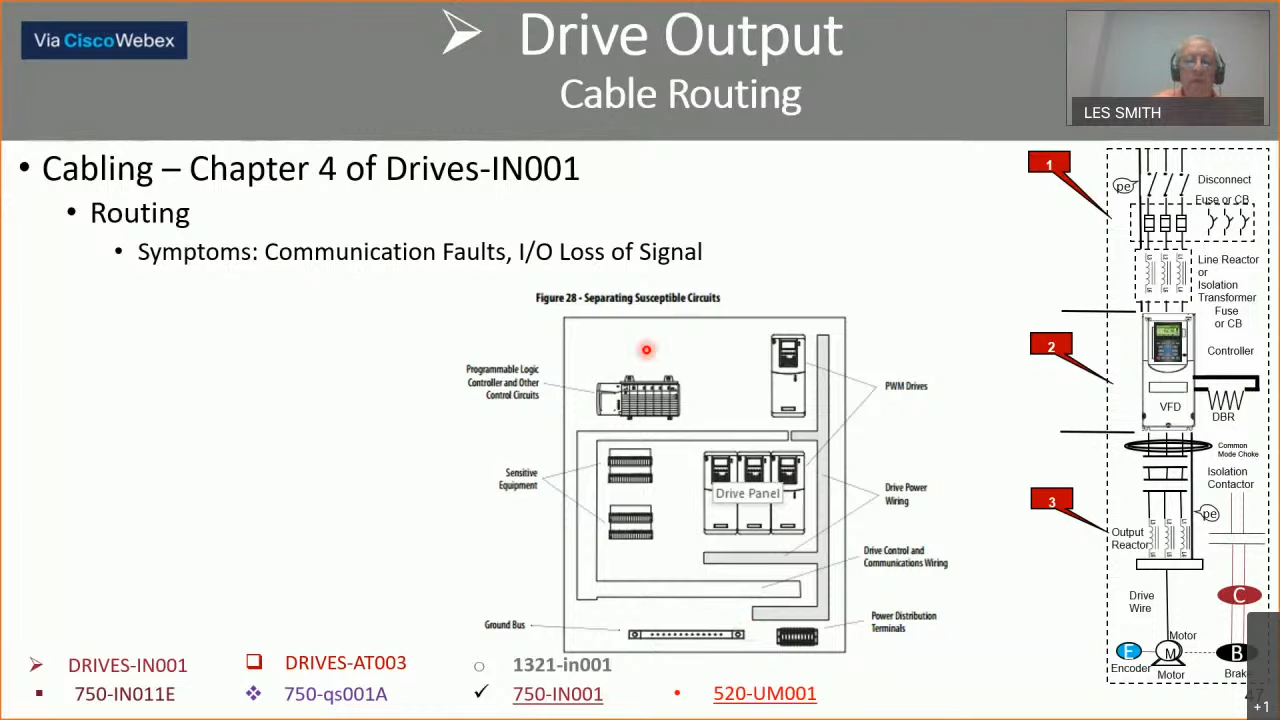 Via CiscoWebex
Drive Output
Cable Routing
LES SMITH
Cabling – Chapter 4 of Drives-IN001
Routing
Symptoms: Communication Faults, I/O Loss of Signal
Figure 28 - Separating Susceptible Circuits
Programmable Logic
Controller and Other
Control Circuits
PWM Drives
Sensitive
Equipment
Drive Panel
Drive Power
Wiring
Drive Control and
Communications Wiring
Ground Bus
Power Distribution
Terminals
1
pe
Disconnect
Fuse or CB
Line Reactor
or
Isolation
Transformer
Fuse
or CB
2
Controller
VFD
DBR
Common
Mode Choke
Isolation
Contactor
3
pe
Output
Reactor
Drive
Wire
C
Motor
E
M
B
Encoder
Motor
Brake
DRIVES-IN001
DRIVES-AT003
1321-in001
750-IN011E
750-qs001A
750-IN001
520-UM001
47
+1